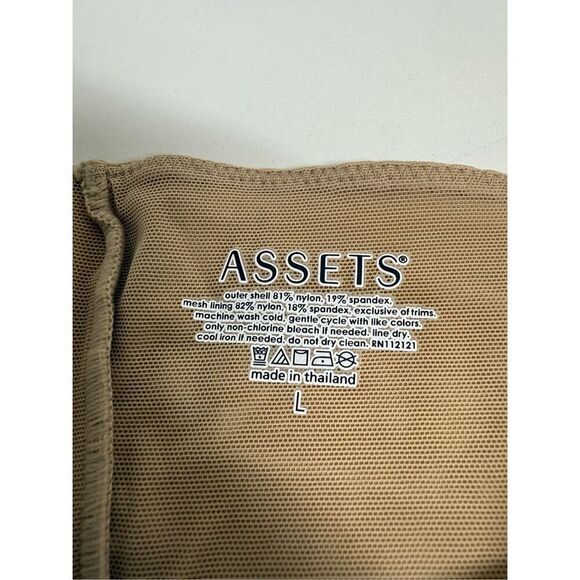 ASSETS®
outer shell 81% nylon, 19% spandex.
mesh lining 82% nylon, 18% spandex, exclusive of trims.
machine wash cold, gentle cycle with like colors.
only non-chlorine bleach if needed. line dry.
cool iron if needed. do not dry clean. RN112121
made in thailand
L